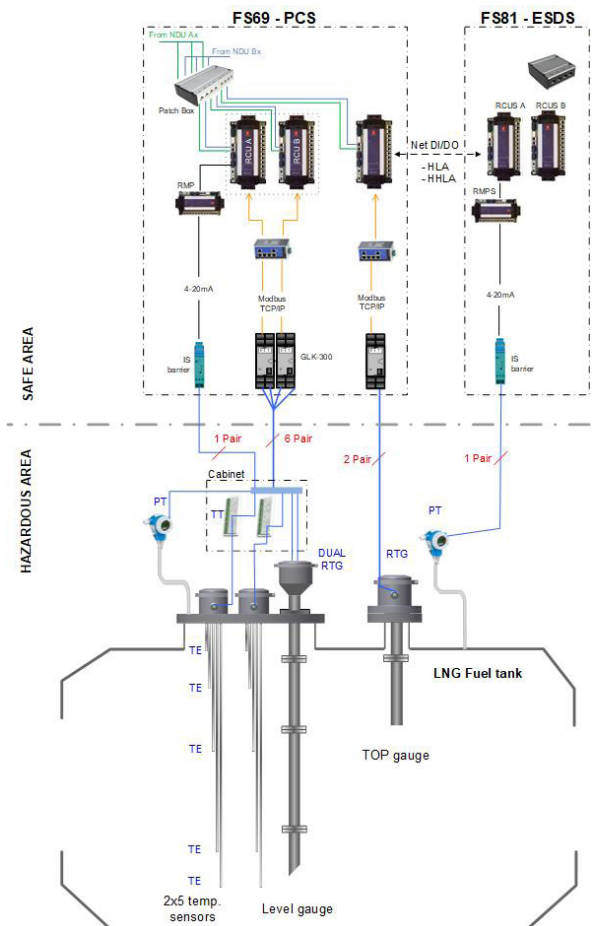 FS69 - PCS
FS81 - ESDS
From NDU Ax
From NDU Bx
Patch Box
RCU A
RCU B
RCUS A
RCUS B
Net DI/DO
- HLA
- HHLA
RMP
RMPS
4-20mA
Modbus
TCP/IP
Modbus
TCP/IP
4-20mA
GLK-300
IS
barrier
IS
barrier
SAFE AREA
HAZARDOUS AREA
1 Pair
6 Pair
2 Pair
1 Pair
Cabinet
PT
TT
DUAL
RTG
RTG
PT
TE
TE
TE
TE
TE
LNG Fuel tank
TOP gauge
2x5 temp.
sensors
Level gauge